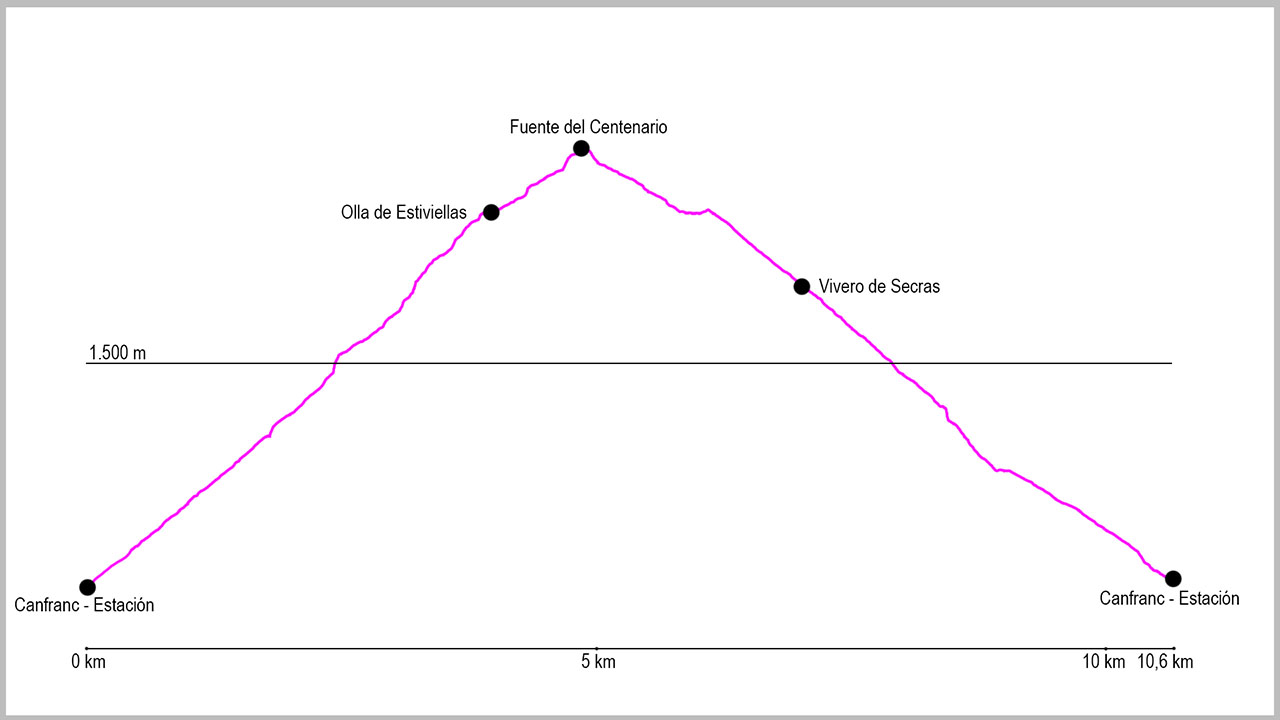 Fuente del Centenario
Olla de Estiviellas
Vivero de Secras
1.500 m
Canfranc - Estación
Canfranc - Estación
0 km
5 km
10 km
10,6 km